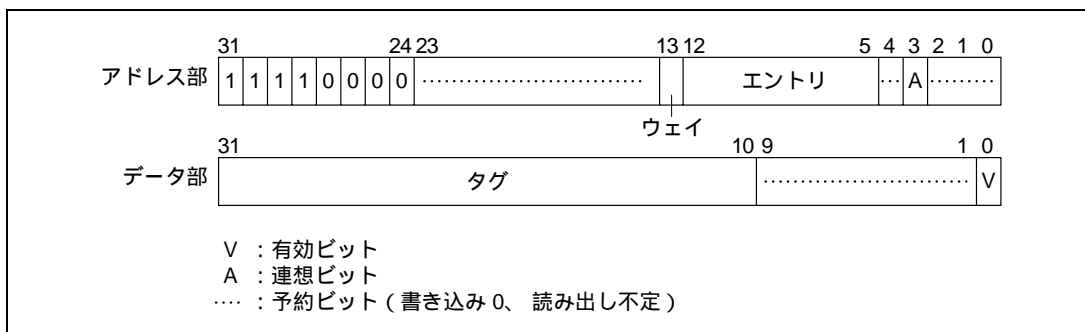 31 24 23 13 12 5 4 3 2 1 0
アドレス部 1 1 1 1 0 0 0 0 ………………………… エントリ … A ………
ウェイ
31 10 9 1 0
データ部 タグ ………………………… V
V ：有効ビット
A ：連想ビット
‥‥ ：予約ビット（書き込み 0、 読み出し不定）